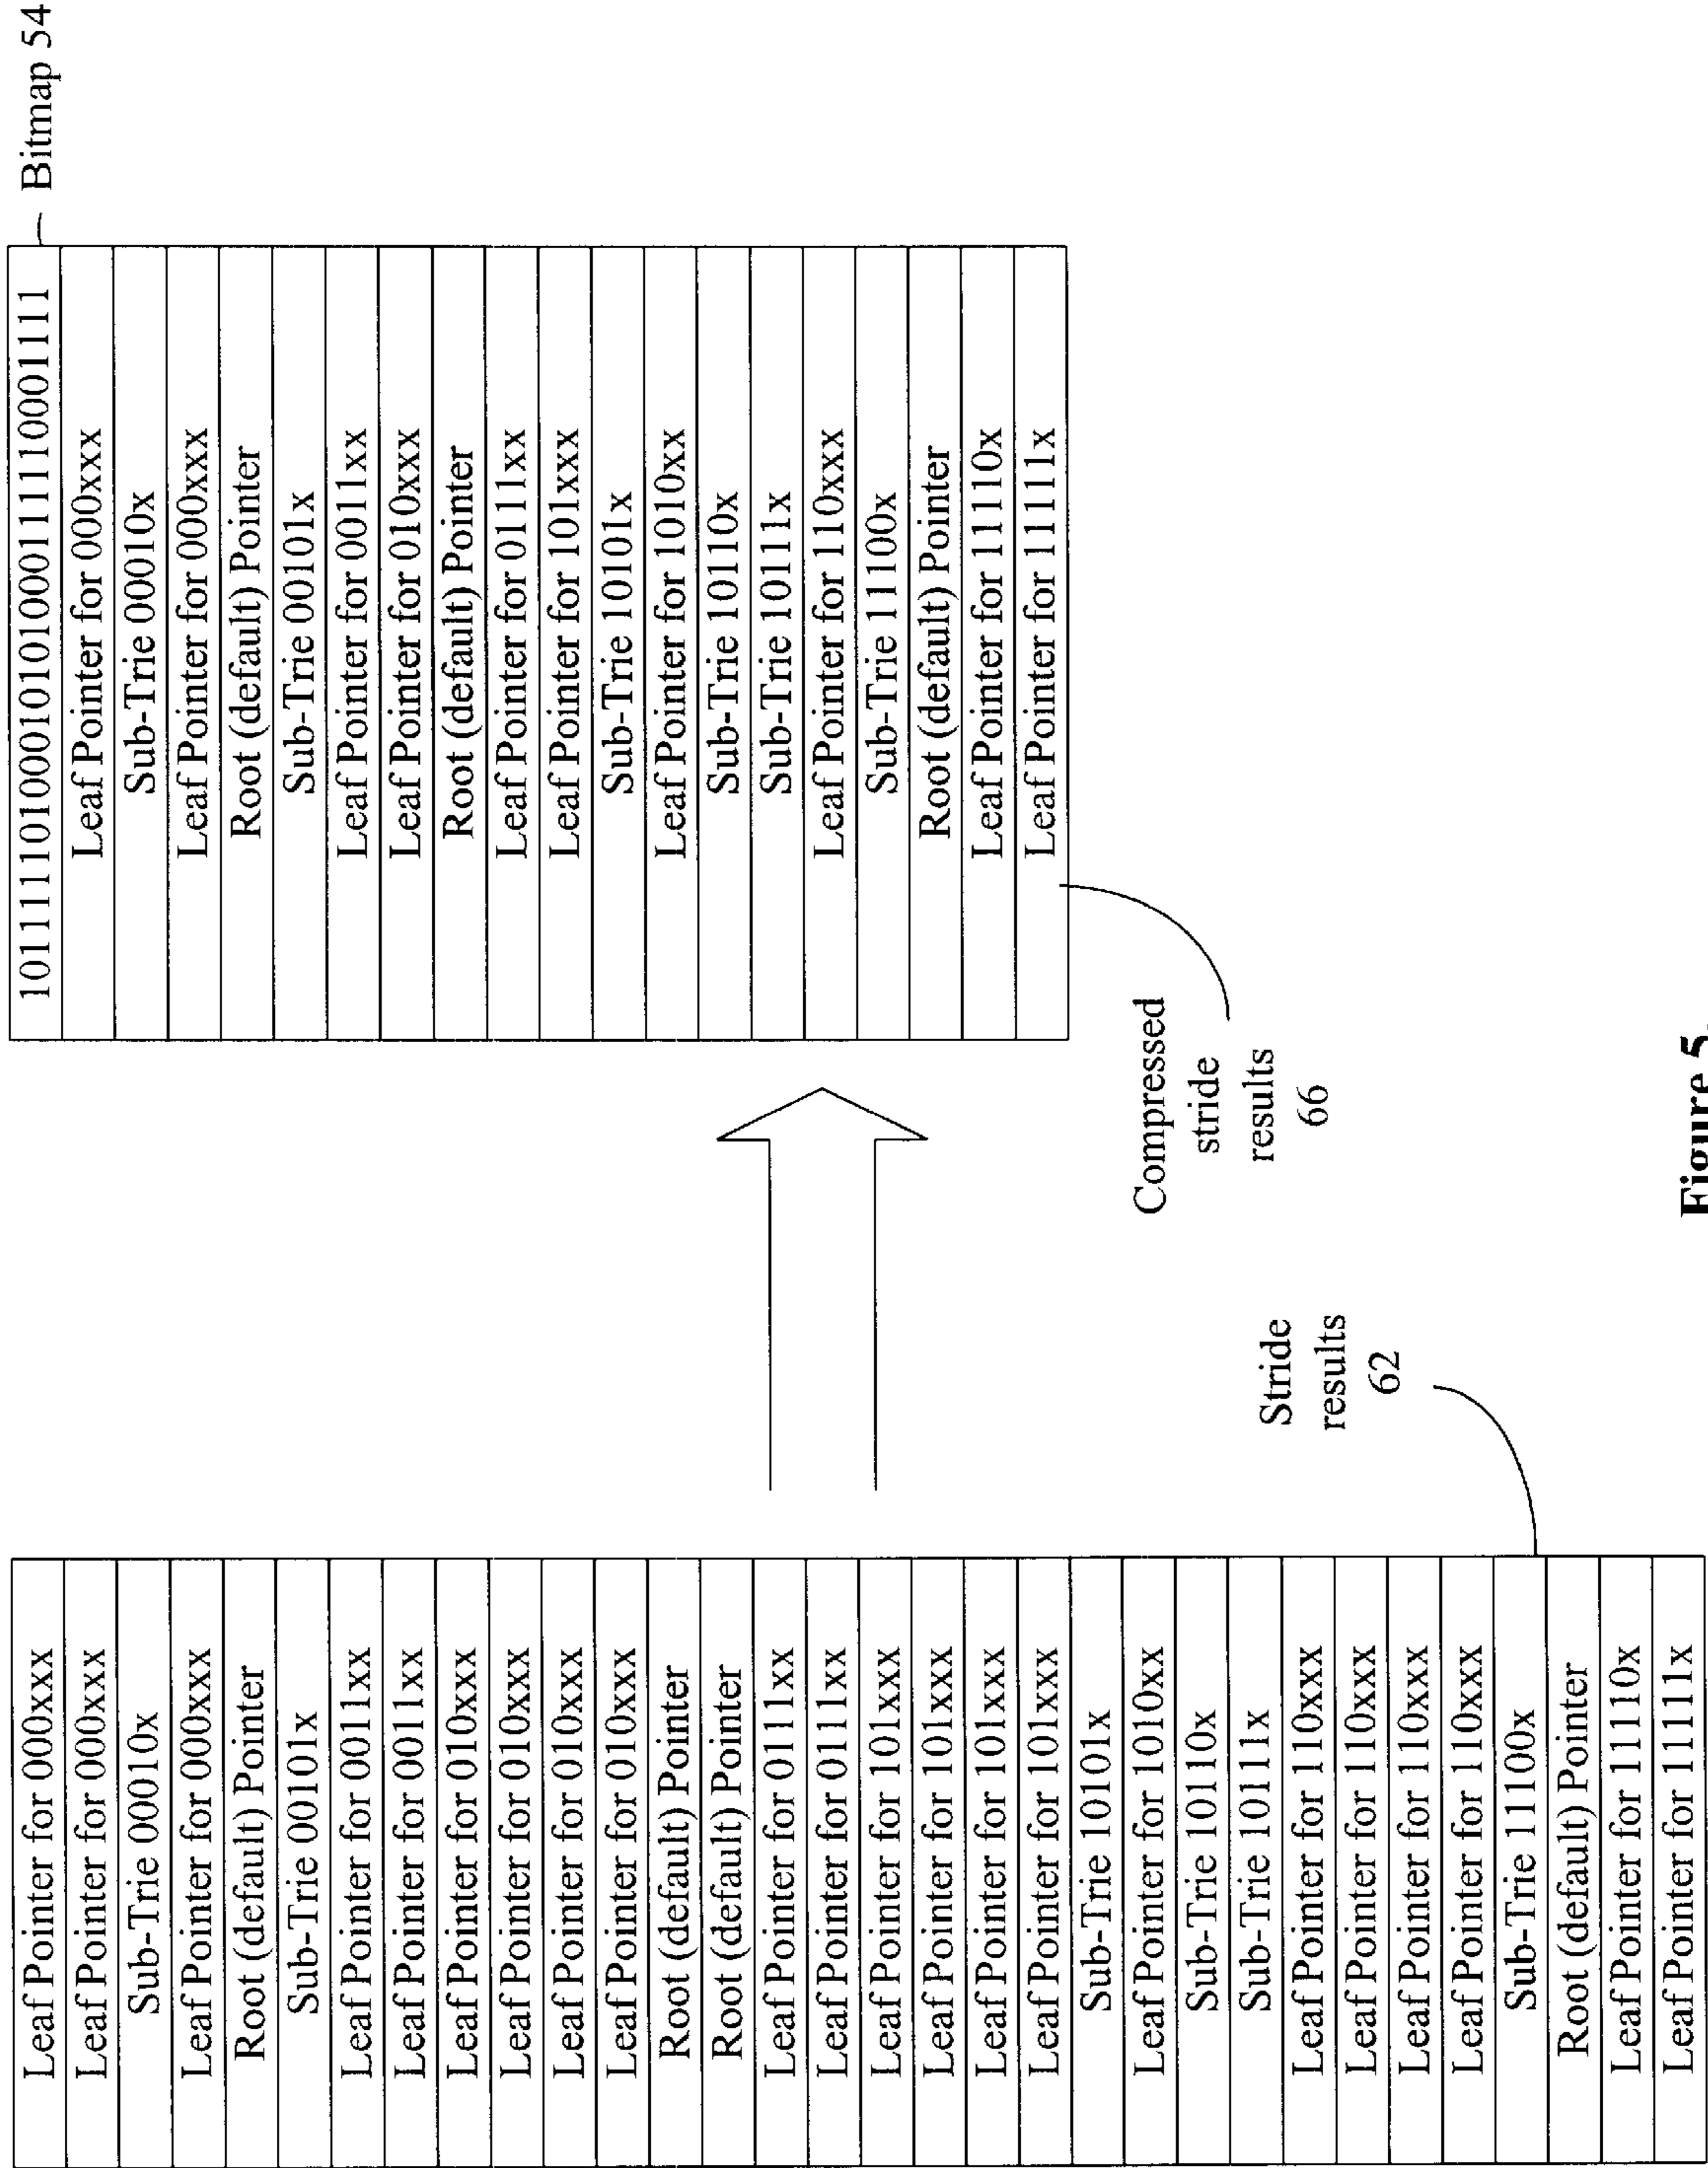 Leaf Pointer for 000xxx
Leaf Pointer for 000xxx
Sub-Trie 00010x
Leaf Pointer for 000xxx
Root (default) Pointer
Sub-Trie 00101x
Leaf Pointer for 0011xx
Leaf Pointer for 0011xx
Leaf Pointer for 010xxx
Leaf Pointer for 010xxx
Leaf Pointer for 010xxx
Leaf Pointer for 010xxx
Root (default) Pointer
Root (default) Pointer
Leaf Pointer for 0111xx
Leaf Pointer for 0111xx
Leaf Pointer for 101xxx
Leaf Pointer for 101xxx
Leaf Pointer for 101xxx
Leaf Pointer for 101xxx
Sub-Trie 10101x
Leaf Pointer for 1010xx
Sub-Trie 10110x
Sub-Trie 10111x
Leaf Pointer for 110xxx
Leaf Pointer for 110xxx
Leaf Pointer for 110xxx
Leaf Pointer for 110xxx
Sub-Trie 11100x
Root (default) Pointer
Leaf Pointer for 11110x
Leaf Pointer for 11111x
Stride
results
62
Bitmap 54
10111110100010101000111110001111
Leaf Pointer for 000xxx
Sub-Trie 00010x
Leaf Pointer for 000xxx
Root (default) Pointer
Sub-Trie 00101x
Leaf Pointer for 0011xx
Leaf Pointer for 010xxx
Root (default) Pointer
Leaf Pointer for 0111xx
Leaf Pointer for 101xxx
Sub-Trie 10101x
Leaf Pointer for 1010xx
Sub-Trie 10110x
Sub-Trie 10111x
Leaf Pointer for 110xxx
Sub-Trie 11100x
Root (default) Pointer
Leaf Pointer for 11110x
Leaf Pointer for 11111x
Compressed
stride
results
66
Figure 5.